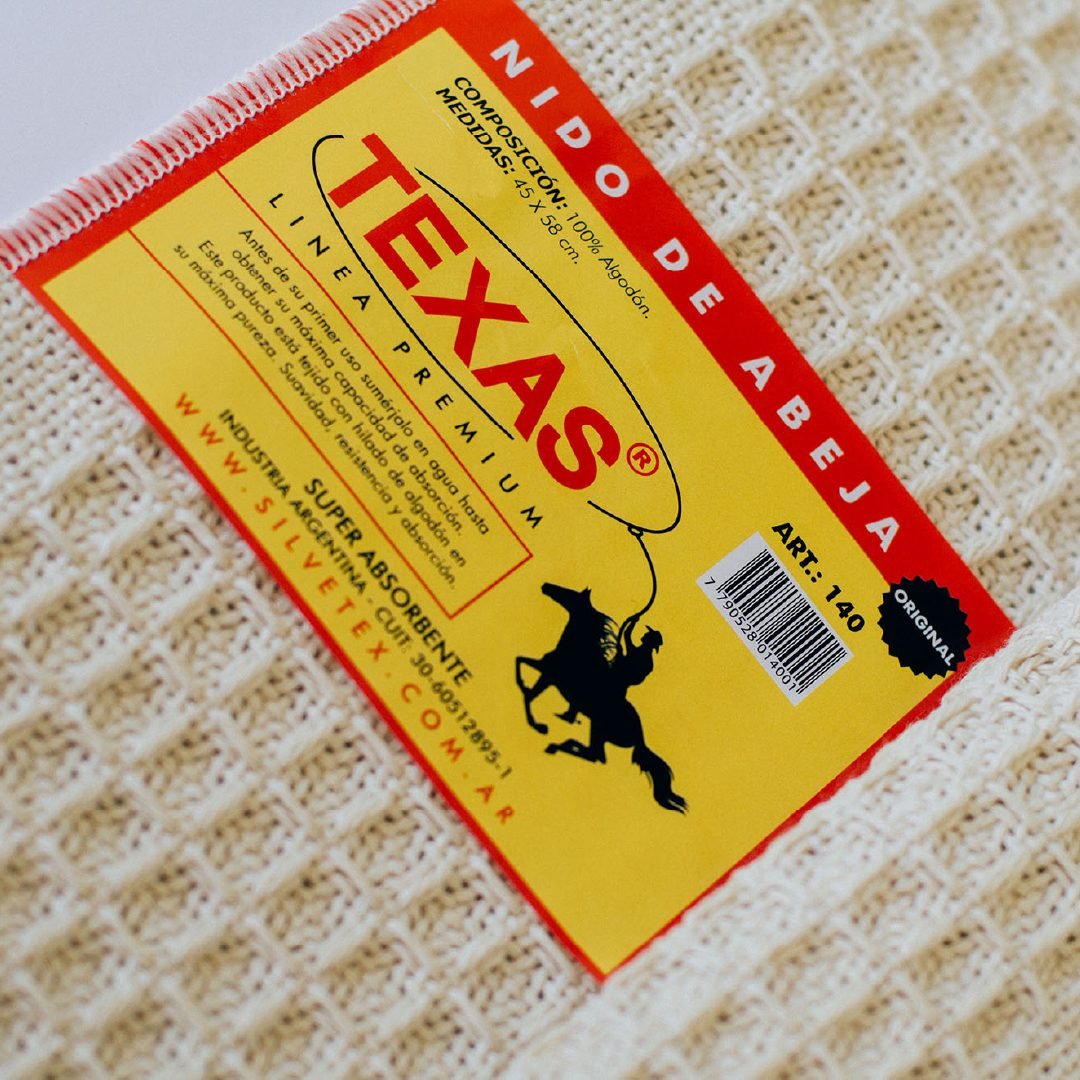 NIDO DE ABEJA
COMPOSICIÓN: 100% Algodón.
MEDIDAS: 45 X 58 cm.
TEXAS®
LINEA PREMIUM
Antes de su primer uso sumérjalo en agua hasta
obtener su máxima capacidad de absorción.
Este producto está tejido con hilado de algodón en
su máxima pureza. Suavidad, resistencia y absorción.
SUPER ABSORBENTE
INDUSTRIA ARGENTINA - CUIT: 30-60512895-1
WWW.SILVETEX.COM.AR
ART.: 140
7 790528 014001
ORIGINAL